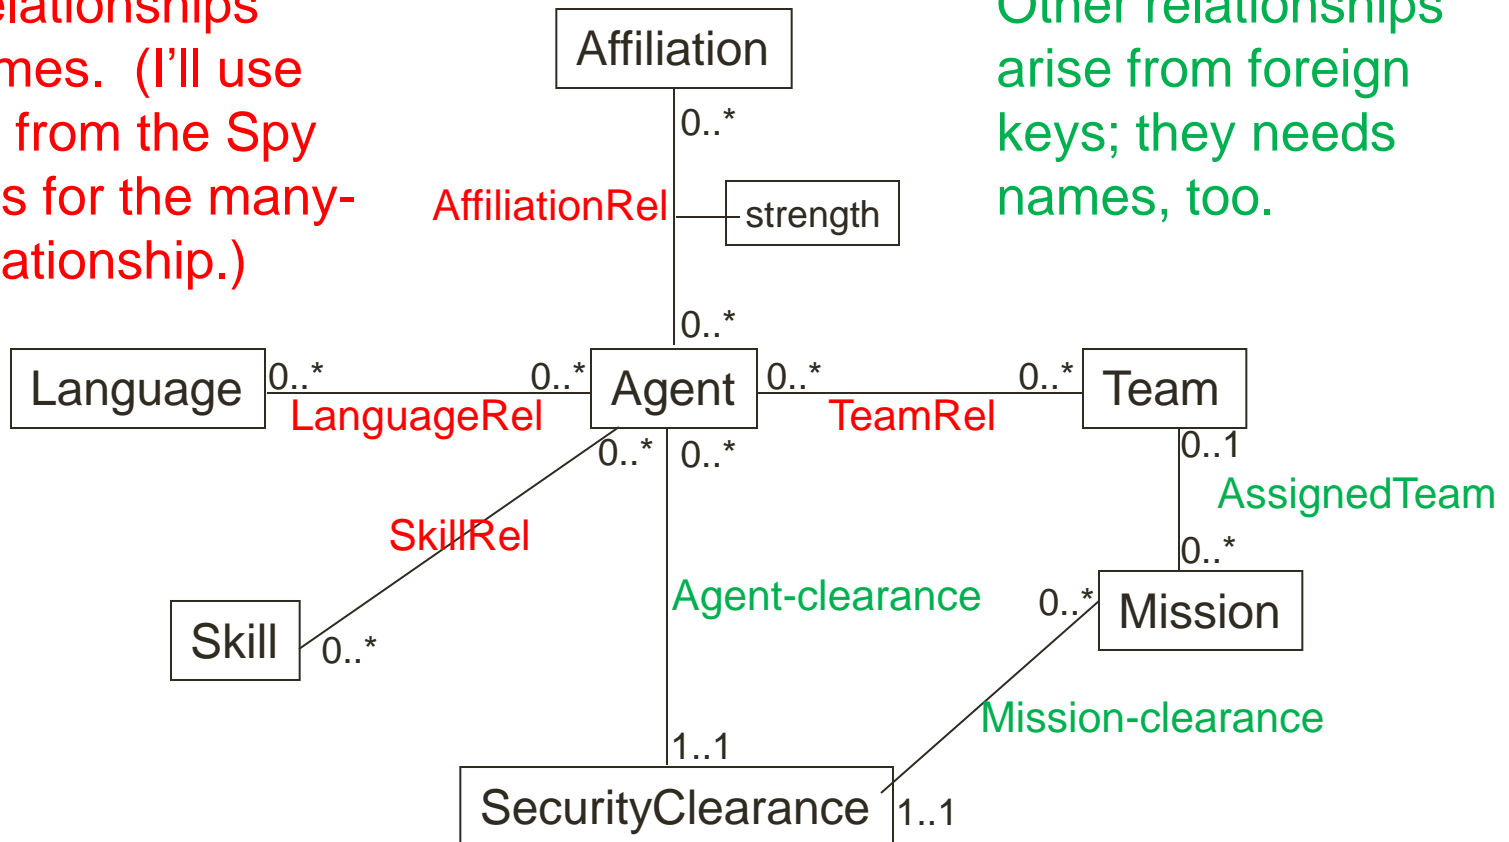 elationships
mes. (I'll use
from the Spy
s for the many-
ationship.)
Other relationships
arise from foreign
keys; they needs
names, too.
Affiliation
0..*
AffiliationRel
strength
0..*
Language
0..*
0..*
Agent
0..*
0..*
Team
LanguageRel
TeamRel
0..*
0..*
0..1
AssignedTeam
SkillRel
0..*
Agent-clearance
0..*
Mission
Skill
0..*
Mission-clearance
1..1
SecurityClearance
1..1